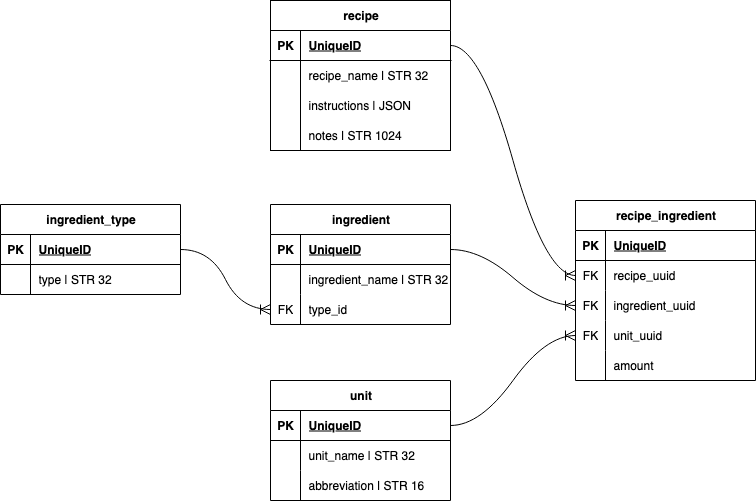 recipe
PK UniqueID
recipe_name | STR 32
instructions | JSON
notes | STR 1024
ingredient_type
PK UniqueID
type | STR 32
ingredient
PK UniqueID
ingredient_name | STR 32
FK type_id
recipe_ingredient
PK UniqueID
FK recipe_uuid
FK ingredient_uuid
FK unit_uuid
amount
unit
PK UniqueID
unit_name | STR 32
abbreviation | STR 16